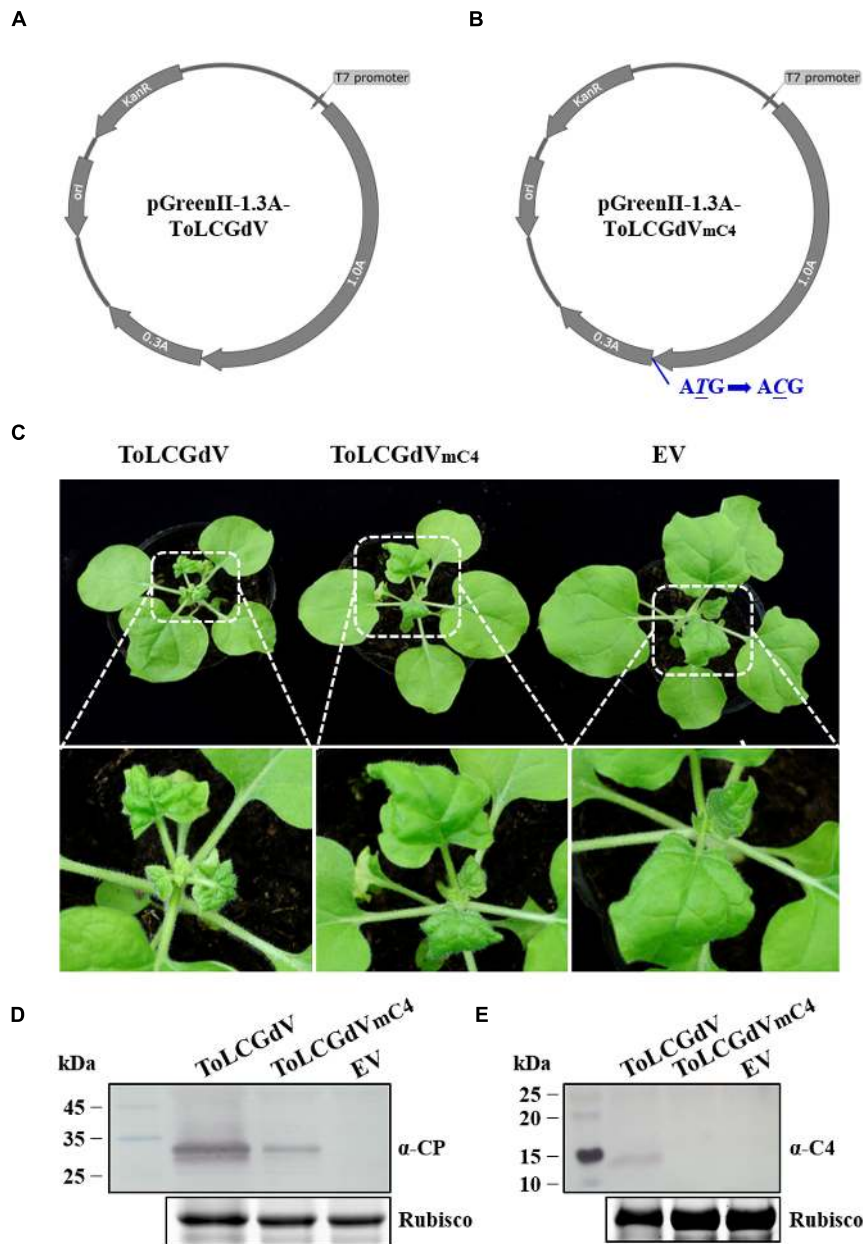 A
T7 promoter
KanR
ori
pGreenII-1.3A-
ToLCGdV
1.0A
0.3A
B
T7 promoter
KanR
ori
pGreenII-1.3A-
ToLCGdVmC4
1.0A
0.3A
ATG ➡ ACG
C
ToLCGdV ToLCGdVmC4 EV
D
kDa ToLCGdV ToLCGdVmC4 EV
45
35
25
α-CP
Rubisco
E
kDa ToLCGdV ToLCGdVmC4 EV
25
20
15
10
α-C4
Rubisco